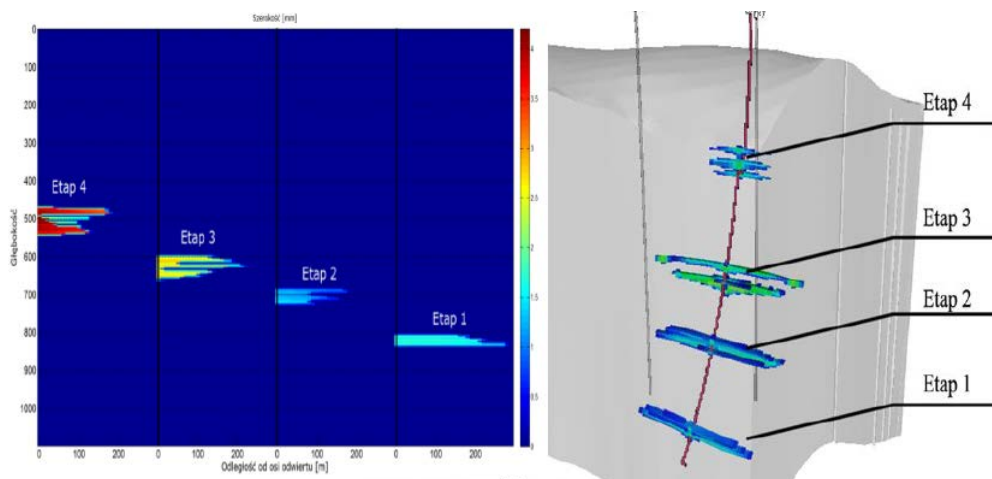 Szerokość [mm]
0
100
200
300
400
500
600
700
800
900
1000
Głębokość
Etap 4
Etap 3
Etap 2
Etap 1
0 100 200 0 100 200 0 100 200 0 100 200
Odległość od osi odwiertu [m]
Etap 4
Etap 3
Etap 2
Etap 1